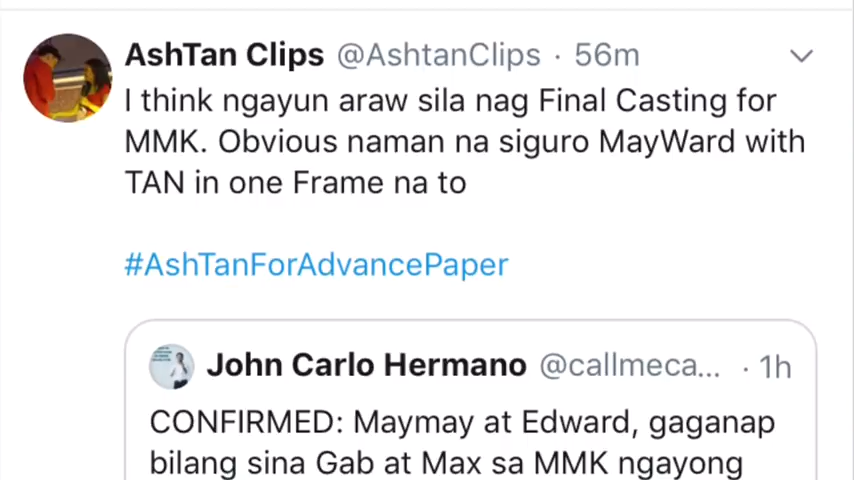 AshTan Clips @AshtanClips · 56m
I think ngayun araw sila nag Final Casting for
MMK. Obvious naman na siguro MayWard with
TAN in one Frame na to
#AshTanForAdvancePaper
John Carlo Hermano @callmeca... · 1h
CONFIRMED: Maymay at Edward, gaganap
bilang sina Gab at Max sa MMK ngayong